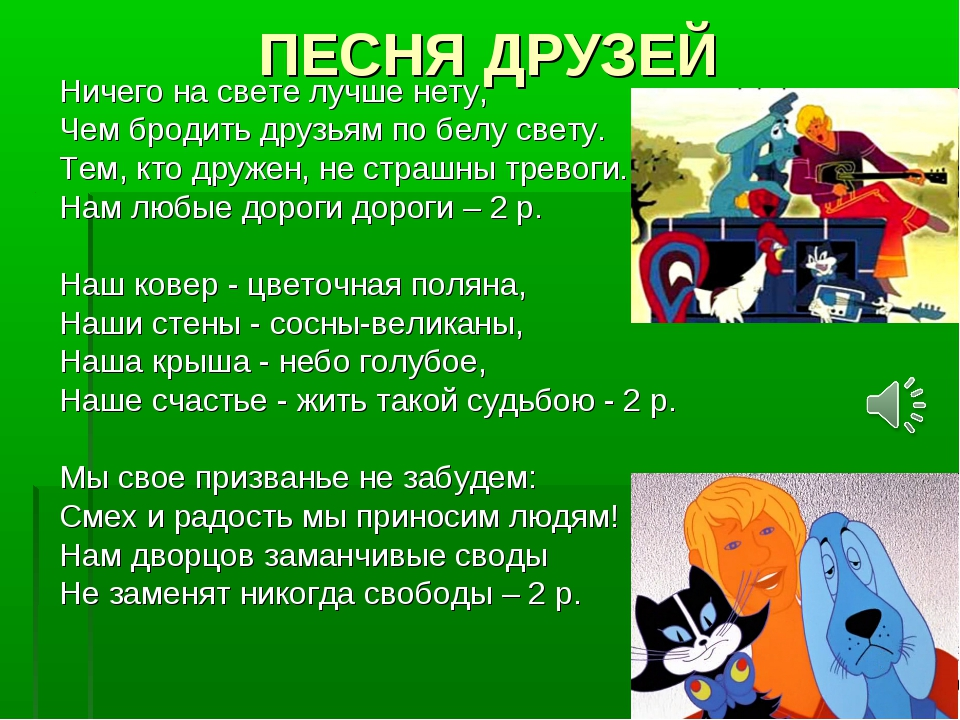 ПЕСНЯ ДРУЗЕЙ
Ничего на свете лучше нету,
Чем бродить друзьям по белу свету.
Тем, кто дружен, не страшны тревоги.
Нам любые дороги дороги – 2 р.
Наш ковер - цветочная поляна,
Наши стены - сосны-великаны,
Наша крыша - небо голубое,
Наше счастье - жить такой судьбою - 2 р.
Мы свое призванье не забудем:
Смех и радость мы приносим людям!
Нам дворцов заманчивые своды
Не заменят никогда свободы – 2 р.